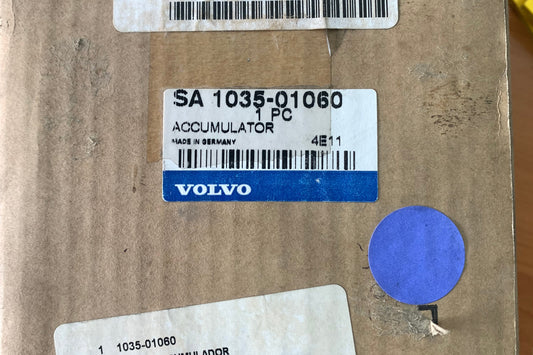 SA 1035-01060
1 PC
ACCUMULATOR
MADE IN GERMANY 4E11
VOLVO
1 1035-01060